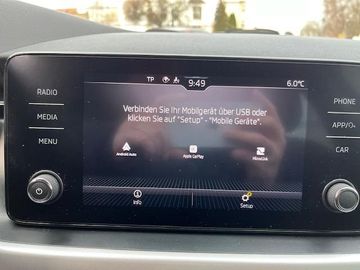 TP 9:49 6.0°C
RADIO
MEDIA
MENU
Verbinden Sie Ihr Mobilgerät über USB oder
klicken Sie auf "Setup" - "Mobile Geräte".
Android Auto Apple CarPlay MirrorLink
Info Setup
PHONE
APP/
CAR